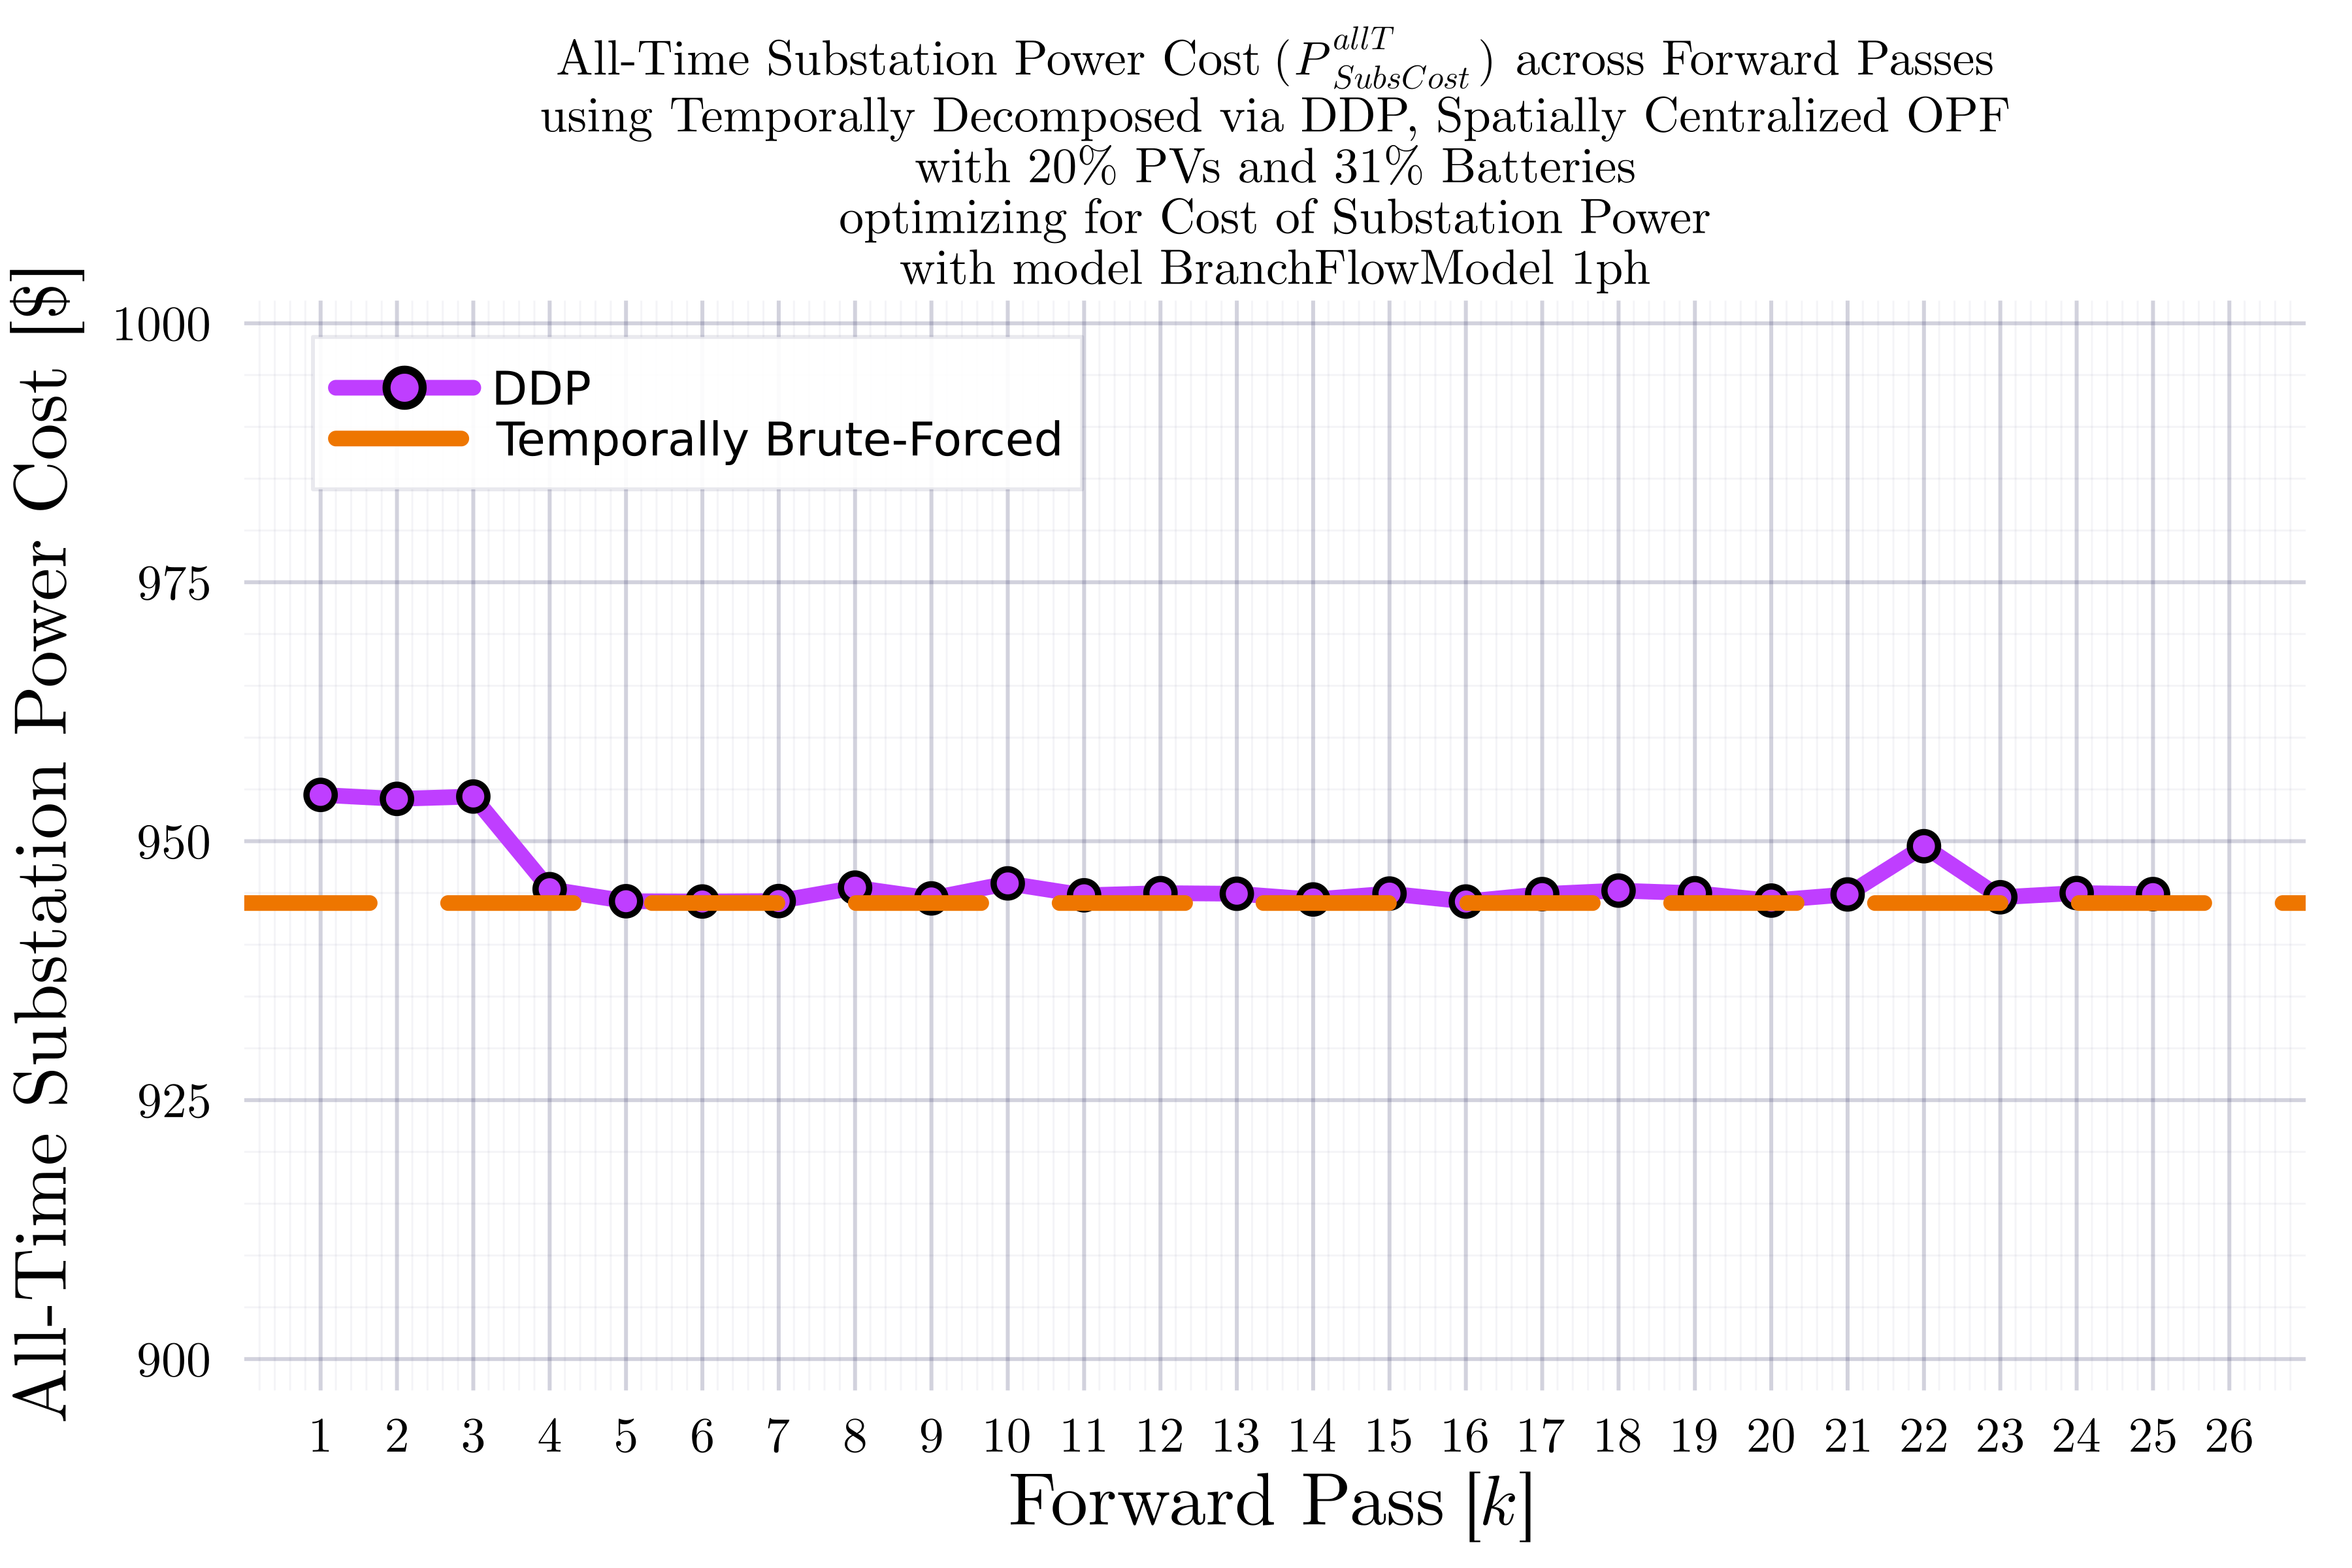 All-Time Substation Power Cost (P^{allT}_{SubsCost}) across Forward Passes
using Temporally Decomposed via DDP, Spatially Centralized OPF
with 20% PVs and 31% Batteries
optimizing for Cost of Substation Power
with model BranchFlowModel 1ph
All-Time Substation Power Cost [$]
1000
975
950
925
900
DDP
Temporally Brute-Forced
1 2 3 4 5 6 7 8 9 10 11 12 13 14 15 16 17 18 19 20 21 22 23 24 25 26
Forward Pass [k]